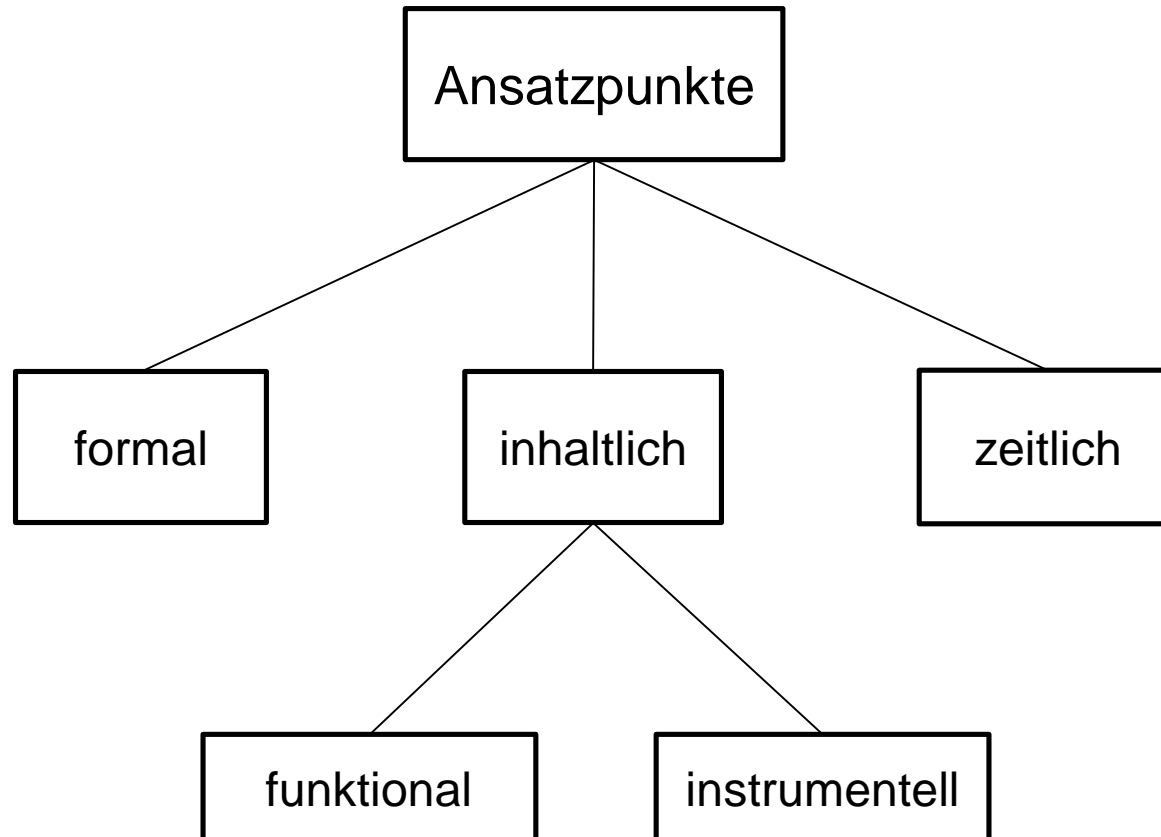 Ansatzpunkte
formal
inhaltlich
zeitlich
funktional
instrumentell